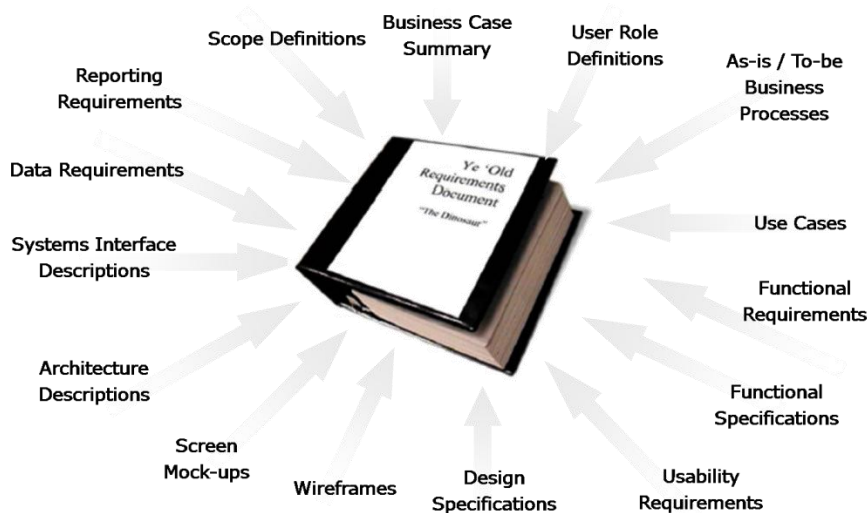 Scope Definitions
Business Case
Summary
User Role
Definitions
As-is / To-be
Business
Processes
Reporting
Requirements
Data Requirements
Use Cases
Systems Interface
Descriptions
Functional
Requirements
Architecture
Descriptions
Functional
Specifications
Screen
Mock-ups
Wireframes
Design
Specifications
Usability
Requirements
Ye 'Old
Requirements
Document
"The Dinosaur"